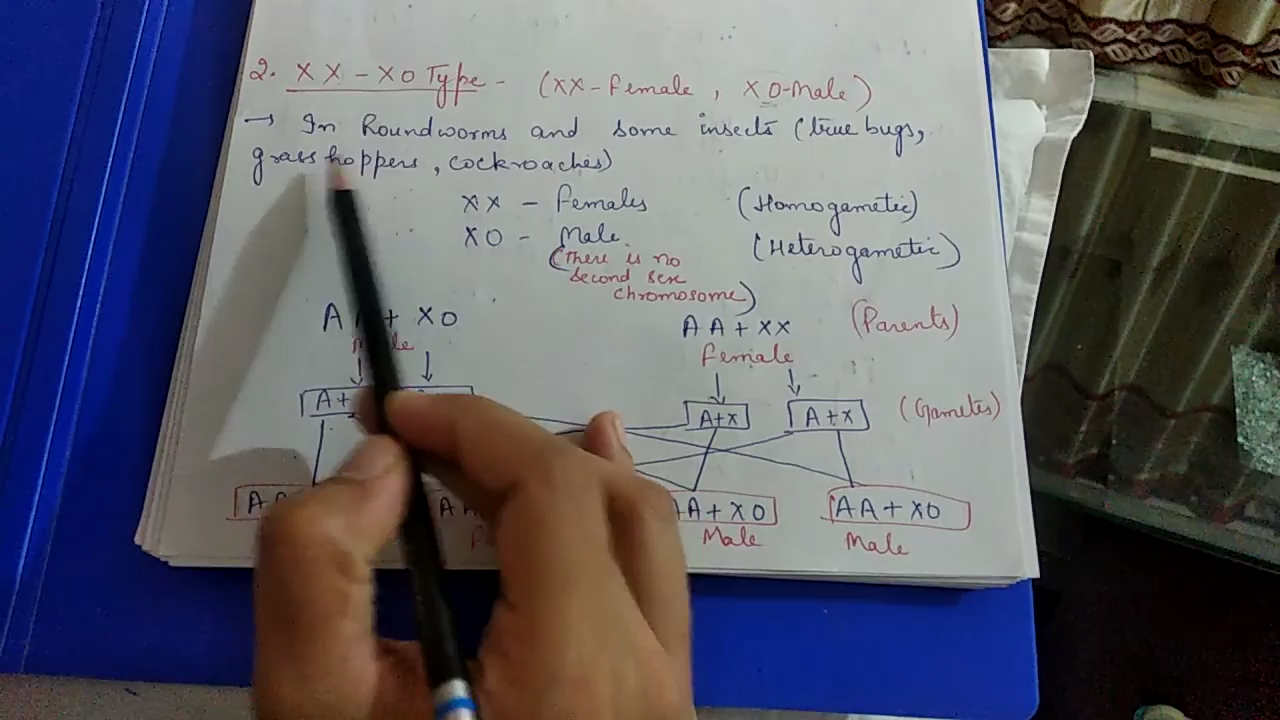 2. XX - XO Type - (XX - Female, XO-Male)
→ In Roundworms and some insects (true bugs,
grasshoppers, cockroaches)
XX - Females (Homogametic)
XO - Male (Heterogametic)
(there is no
second sex
chromosome)
A + XO AA + XX (Parents)
Male Female
A + A+X A+X (Gametes)
AA A AA + XO AA + XO
Male Male